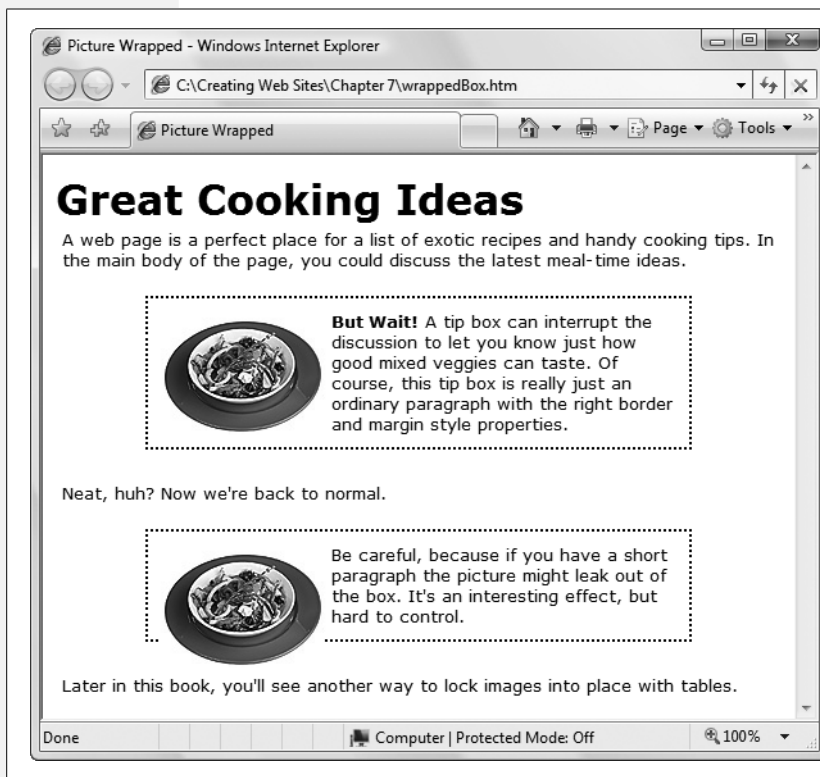 Picture Wrapped - Windows Internet Explorer
C:\Creating Web Sites\Chapter 7\wrappedBox.htm
Picture Wrapped
Page
Tools
Great Cooking Ideas
A web page is a perfect place for a list of exotic recipes and handy cooking tips. In
the main body of the page, you could discuss the latest meal-time ideas.
But Wait! A tip box can interrupt the
discussion to let you know just how
good mixed veggies can taste. Of
course, this tip box is really just an
ordinary paragraph with the right border
and margin style properties.
Neat, huh? Now we're back to normal.
Be careful, because if you have a short
paragraph the picture might leak out of
the box. It's an interesting effect, but
hard to control.
Later in this book, you'll see another way to lock images into place with tables.
Done
Computer | Protected Mode: Off
100%